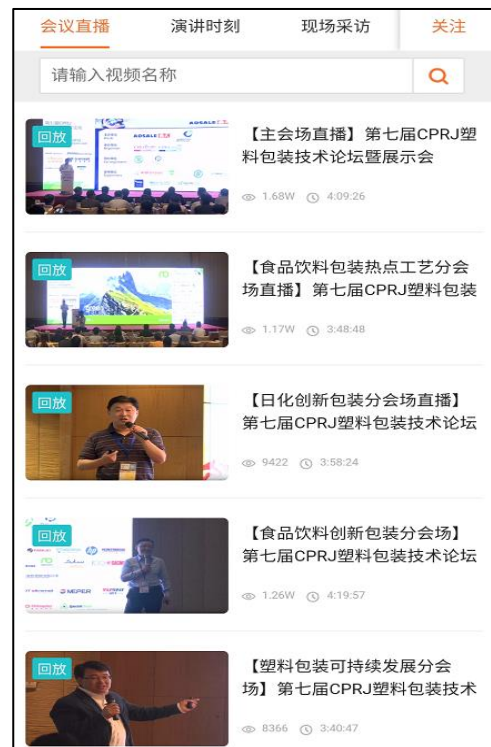 会议直播 演讲时刻 现场采访 关注
请输入视频名称
回放
ADSALE
【主会场直播】第七届CPRJ塑
料包装技术论坛暨展示会
1.68W 4:09:26
回放
【食品饮料包装热点工艺分会
场直播】第七届CPRJ塑料包装
1.17W 3:48:48
回放
【日化创新包装分会场直播】
第七届CPRJ塑料包装技术论坛
9422 3:58:24
回放
【食品饮料创新包装分会场】
第七届CPRJ塑料包装技术论坛
1.26W 4:19:57
回放
【塑料包装可持续发展分会
场】第七届CPRJ塑料包装技术
8366 3:40:47